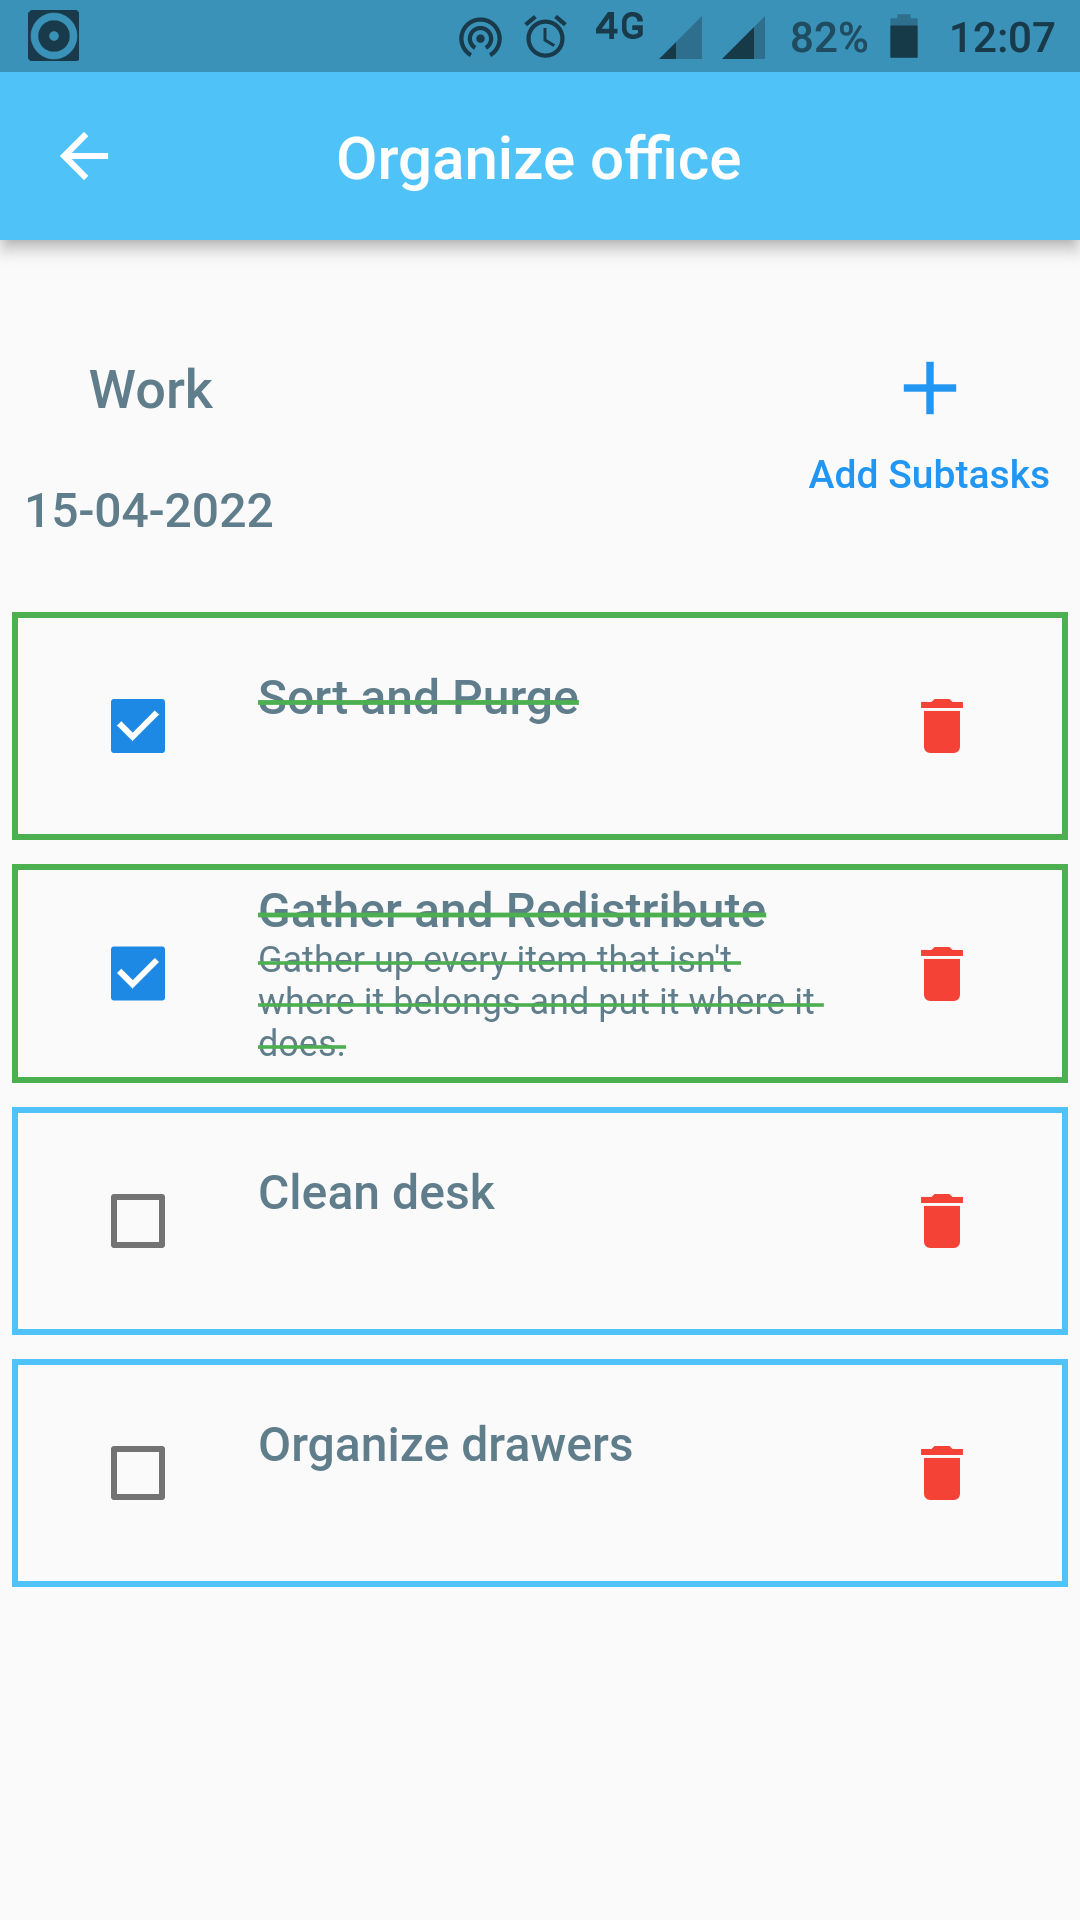 4G 82% 12:07
Organize office
Work
Add Subtasks
15-04-2022
Sort and Purge
Gather and Redistribute
Gather up every item that isn't
where it belongs and put it where it
does.
Clean desk
Organize drawers